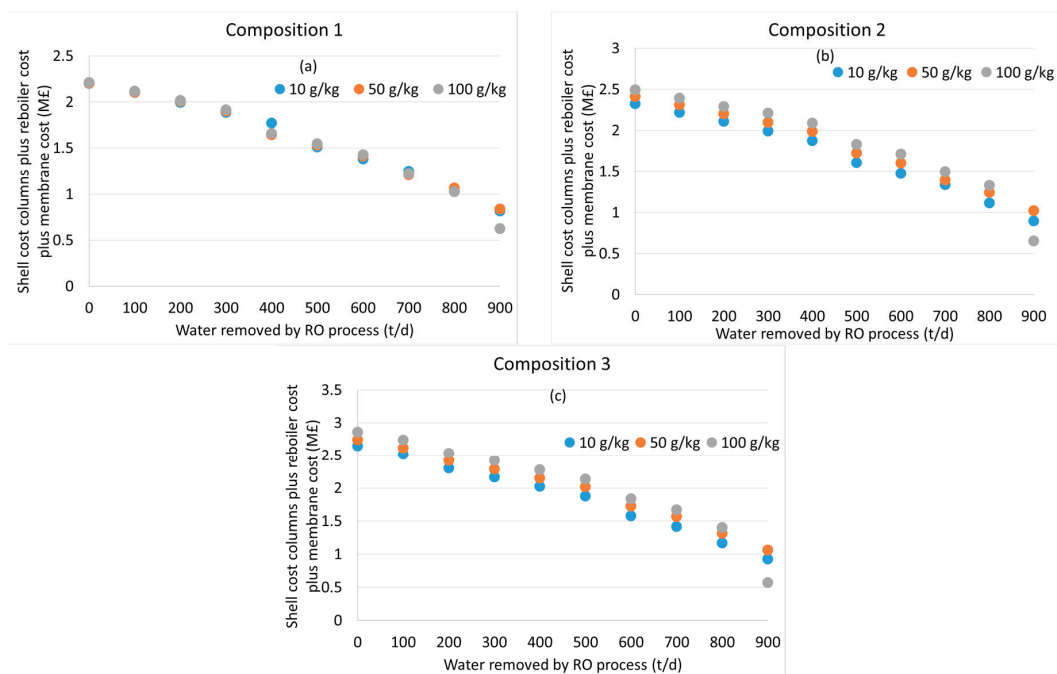 Composition 1
(a)
10 g/kg 50 g/kg 100 g/kg
Shell cost columns plus reboiler cost
plus membrane cost (M£)
2.5
2
1.5
1
0.5
0
0 100 200 300 400 500 600 700 800 900
Water removed by RO process (t/d)
Composition 2
(b)
10 g/kg 50 g/kg 100 g/kg
Shell cost columns plus reboiler cost
plus membrane cost (M£)
3
2.5
2
1.5
1
0.5
0
0 100 200 300 400 500 600 700 800 900
Water removed by RO process (t/d)
Composition 3
(c)
10 g/kg 50 g/kg 100 g/kg
Shell cost columns plus reboiler cost
plus membrane cost (M£)
3.5
3
2.5
2
1.5
1
0.5
0
0 100 200 300 400 500 600 700 800 900
Water removed by RO process (t/d)